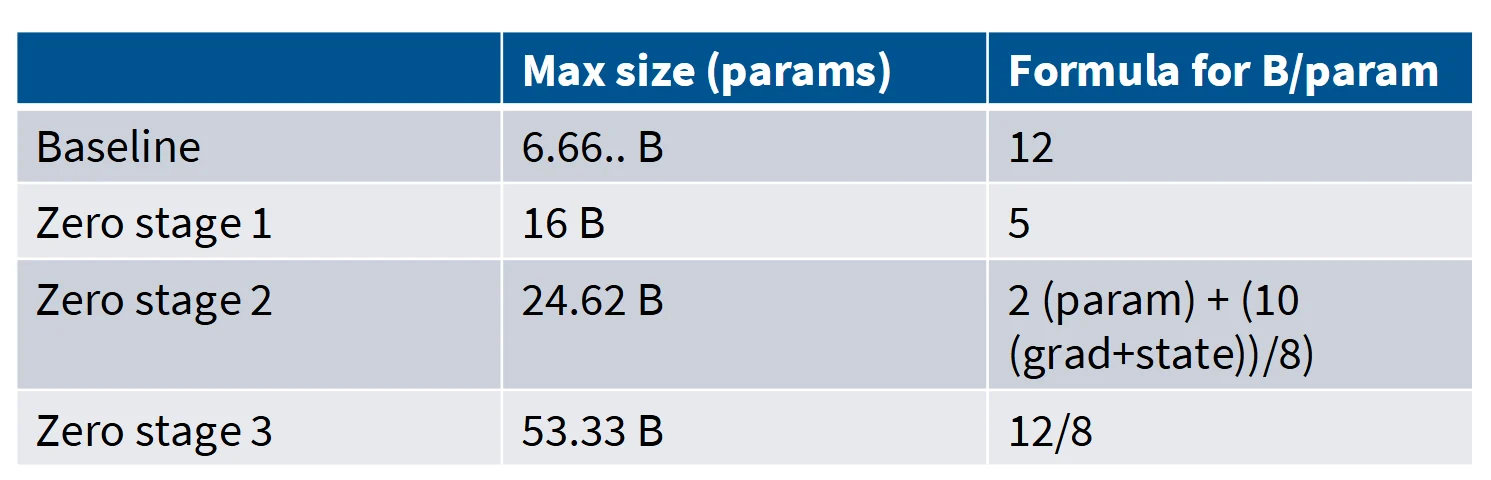 Max size (params) Formula for B/param
Baseline 6.66.. B 12
Zero stage 1 16 B 5
Zero stage 2 24.62 B 2 (param) + (10
(grad+state))/8)
Zero stage 3 53.33 B 12/8